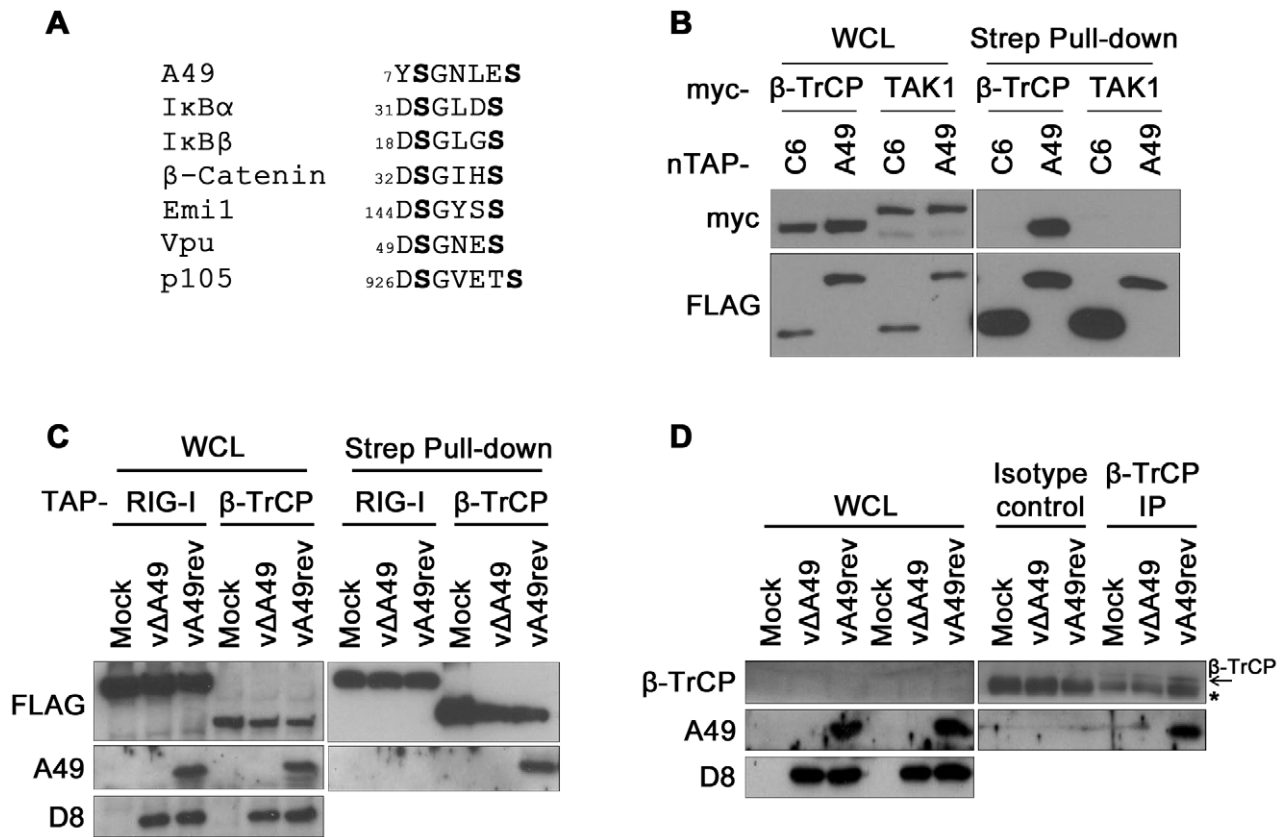 A
A49 7YSGNLES
IκBα 31DSGLDS
IκBβ 18DSGLGS
β-Catenin 32DSGIHS
Emi1 144DSGYSS
Vpu 49DSGNES
p105 926DSGVETS
B
WCL Strep Pull-down
myc- β-TrCP TAK1 β-TrCP TAK1
nTAP- C6 A49 C6 A49 C6 A49 C6 A49
myc
FLAG
C
WCL Strep Pull-down
TAP- RIG-I β-TrCP RIG-I β-TrCP
Mock vΔA49 vA49rev Mock vΔA49 vA49rev Mock vΔA49 vA49rev Mock vΔA49 vA49rev
FLAG
A49
D8
D
WCL Isotype control β-TrCP IP
Mock vΔA49 vA49rev Mock vΔA49 vA49rev Mock vΔA49 vA49rev Mock vΔA49 vA49rev
β-TrCP β-TrCP
*
A49
D8